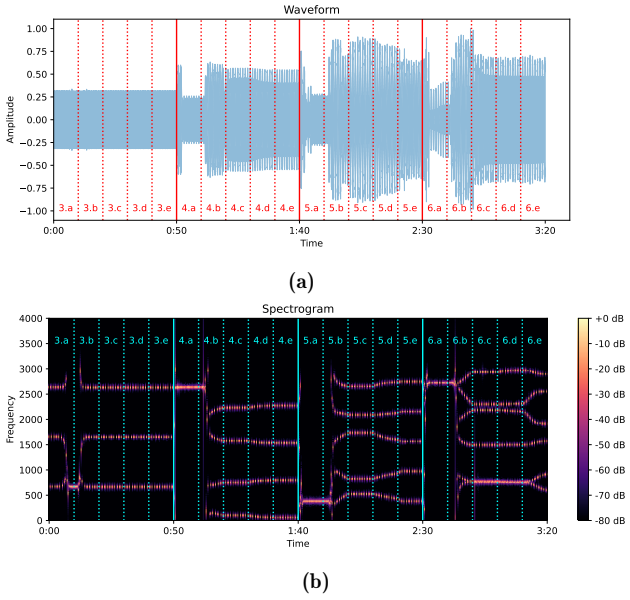 Waveform
1.00
0.75
0.50
0.25
0.00
−0.25
−0.50
−0.75
−1.00
Amplitude
3.a 3.b 3.c 3.d 3.e 4.a 4.b 4.c 4.d 4.e 5.a 5.b 5.c 5.d 5.e 6.a 6.b 6.c 6.d 6.e
0:00 0:50 1:40 2:30 3:20
Time
(a)
Spectrogram
4000
3500
3000
2500
2000
1500
1000
500
0
Frequency
3.a 3.b 3.c 3.d 3.e 4.a 4.b 4.c 4.d 4.e 5.a 5.b 5.c 5.d 5.e 6.a 6.b 6.c 6.d 6.e
0:00 0:50 1:40 2:30 3:20
Time
+0 dB
-10 dB
-20 dB
-30 dB
-40 dB
-50 dB
-60 dB
-70 dB
-80 dB
(b)